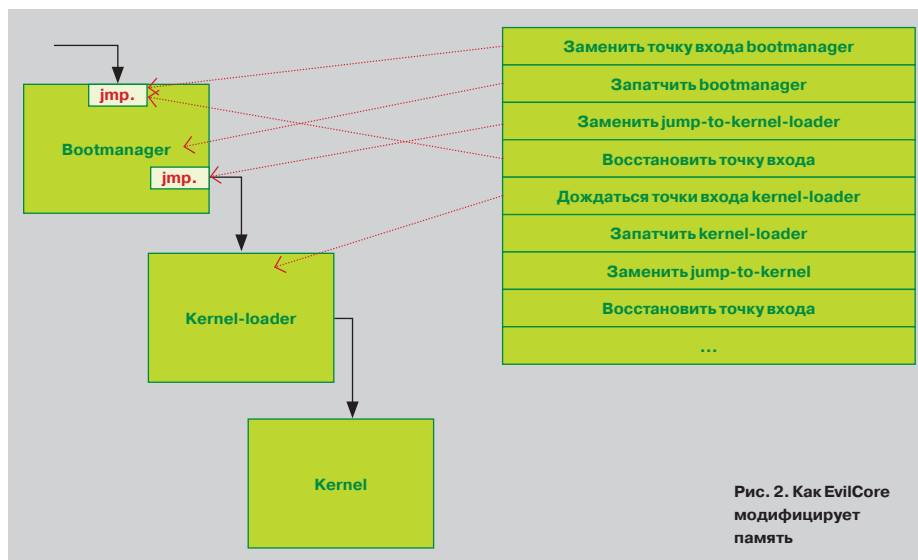 jmp.
Bootmanager
jmp.
Kernel-loader
Kernel
Заменить точку входа bootmanager
Запатчить bootmanager
Заменить jump-to-kernel-loader
Восстановить точку входа
Дождаться точки входа kernel-loader
Запатчить kernel-loader
Заменить jump-to-kernel
Восстановить точку входа
...
Рис. 2. Как EvilCore
модифицирует
память